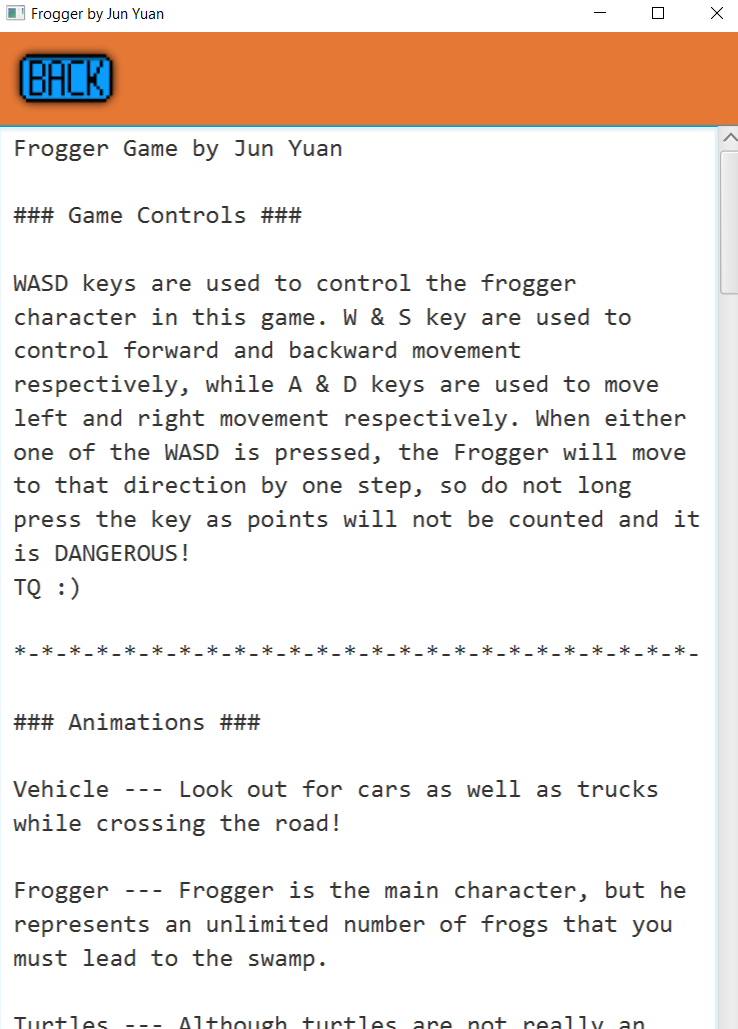 Frogger by Jun Yuan
BACK
Frogger Game by Jun Yuan
### Game Controls ###
WASD keys are used to control the frogger
character in this game. W & S key are used to
control forward and backward movement
respectively, while A & D keys are used to move
left and right movement respectively. When either
one of the WASD is pressed, the Frogger will move
to that direction by one step, so do not long
press the key as points will not be counted and it
is DANGEROUS!
TQ :)
*-*-*-*-*-*-*-*-*-*-*-*-*-*-*-*-*-*-*-*-*-*-*-*-*-
### Animations ###
Vehicle --- Look out for cars as well as trucks
while crossing the road!
Frogger --- Frogger is the main character, but he
represents an unlimited number of frogs that you
must lead to the swamp.
Turtles --- Although turtles are not really an